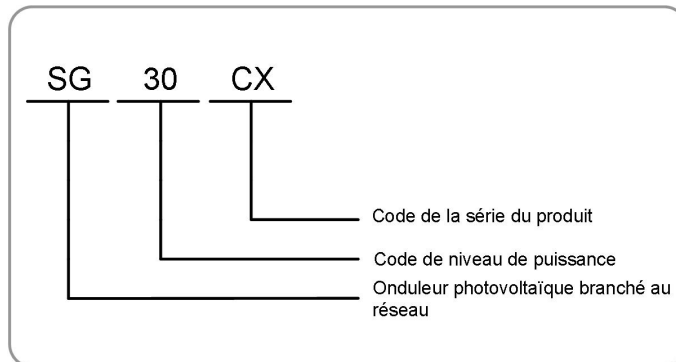 SG 30 CX
Code de la série du produit
Code de niveau de puissance
Onduleur photovoltaïque branché au
réseau